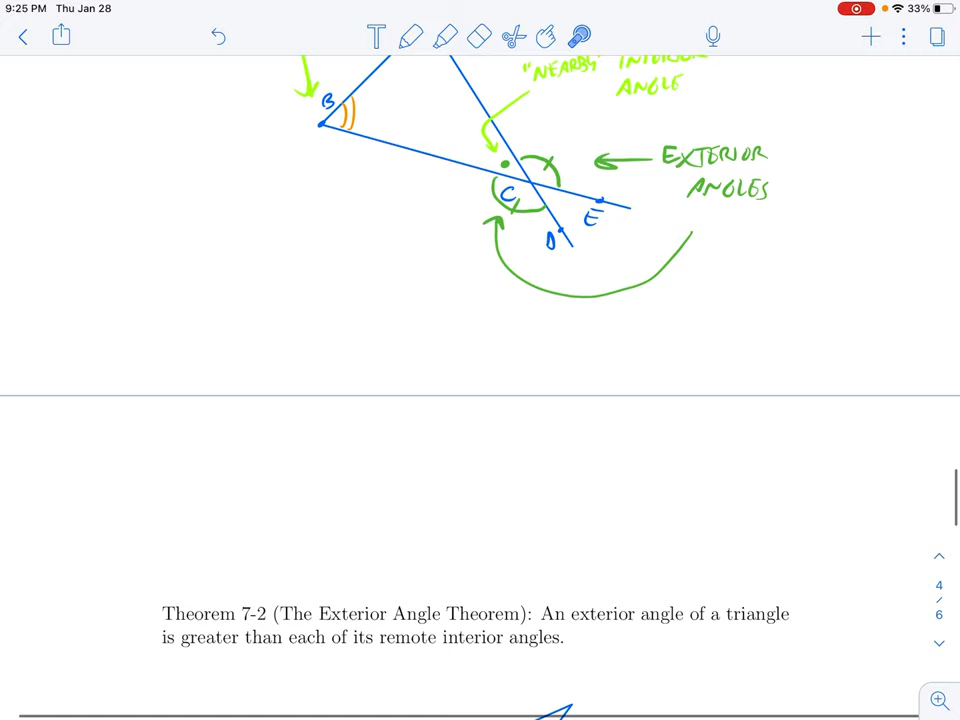 9:25 PM Thu Jan 28
33%
T
"NEARBY" INTERIOR
ANGLE
B
EXTERIOR
ANGLES
C
E
D
4
/
6
Theorem 7-2 (The Exterior Angle Theorem): An exterior angle of a triangle
is greater than each of its remote interior angles.